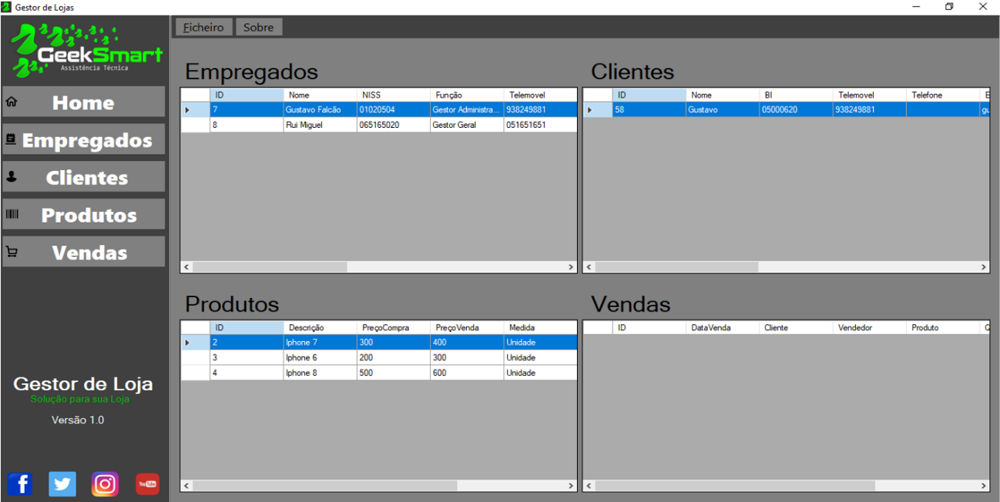 Gestor de Lojas
GeekSmart
Assistência Técnica
Home
Empregados
Clientes
Produtos
Vendas
Gestor de Loja
Solução para sua Loja
Versão 1.0
You Tube
Ficheiro Sobre
Empregados
ID Nome NISS Função Telemovel
7 Gustavo Falcão 01020504 Gestor Administra... 938249881
8 Rui Miguel 065165020 Gestor Geral 051651651
Clientes
ID Nome BI Telemovel Telefone E
58 Gustavo 05000620 938249881 gu
Produtos
ID Descrição PreçoCompra PreçoVenda Medida
2 Iphone 7 300 400 Unidade
3 Iphone 6 200 300 Unidade
4 Iphone 8 500 600 Unidade
Vendas
ID DataVenda Cliente Vendedor Produto Q